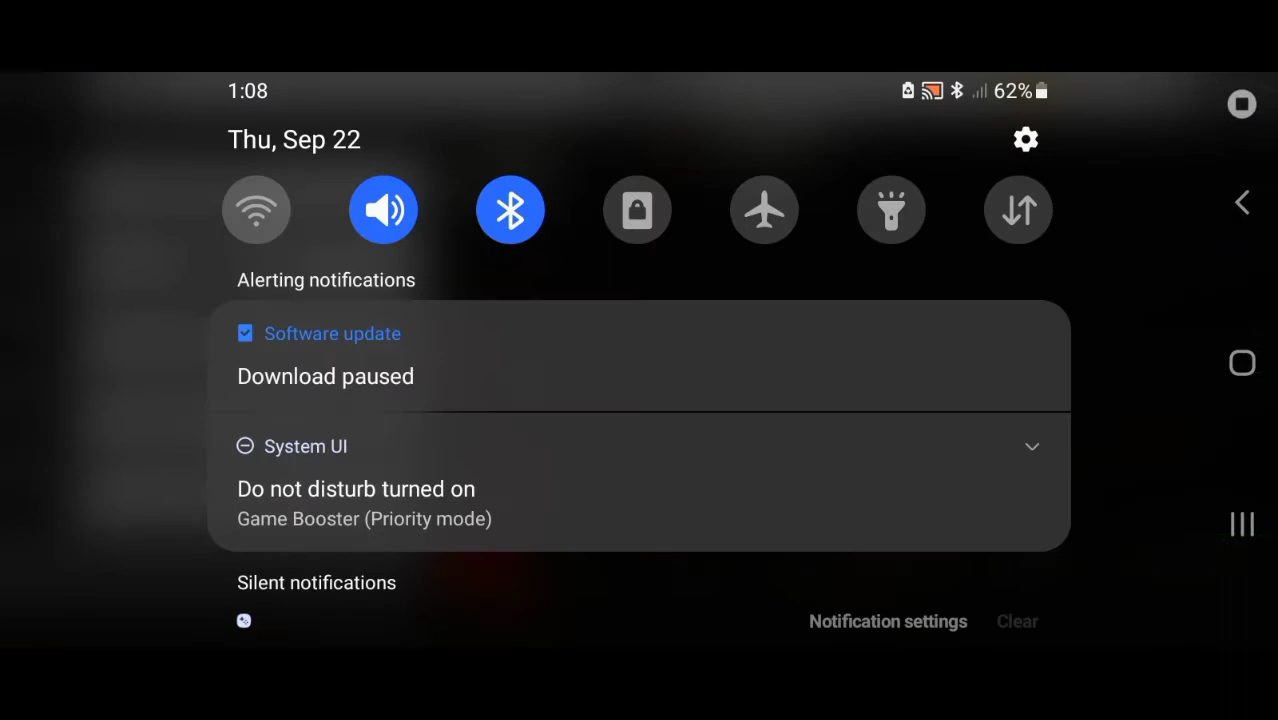 1:08
62%
Thu, Sep 22
Alerting notifications
Software update
Download paused
System UI
Do not disturb turned on
Game Booster (Priority mode)
Silent notifications
Notification settings
Clear